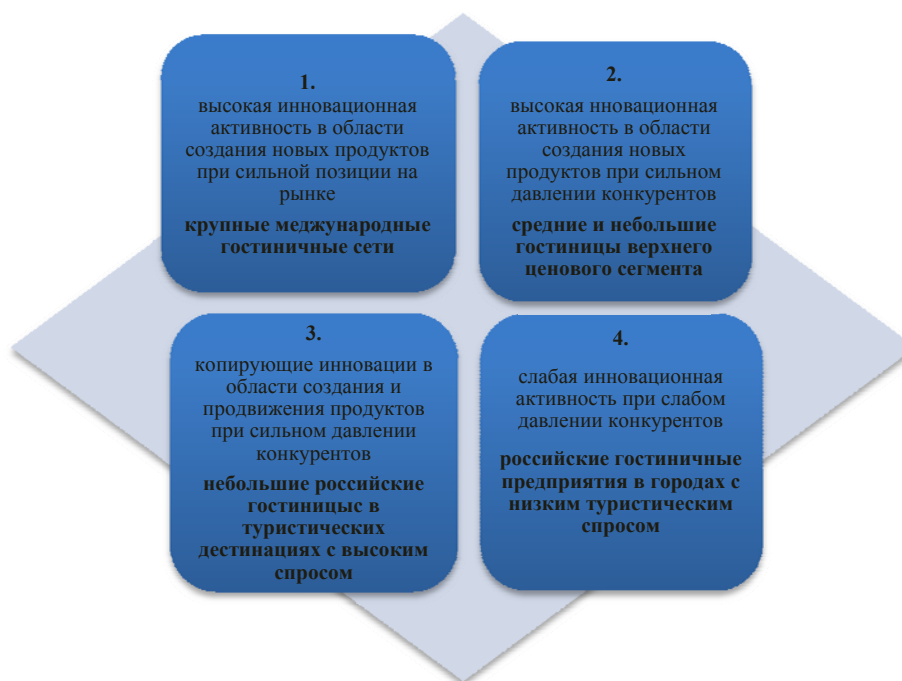 1.
высокая инновационная
активность в области
создания новых продуктов
при сильной позиции на
рынке
крупные меджународные
гостиничные сети
2.
высокая нновационная
активность в области
создания новых
продуктов при сильном
давлении конкурентов
средние и небольшие
гостиницы верхнего
ценового сегмента
3.
копирующие инновации в
области создания и
продвижения продуктов
при сильном давлении
конкурентов
небольшие российские
гостиницыс в
туристических
дестинациях с высоким
спросом
4.
слабая инновационная
активность при слабом
давлении конкурентов
российские гостиничные
предприятия в городах с
низким туристическим
спросом